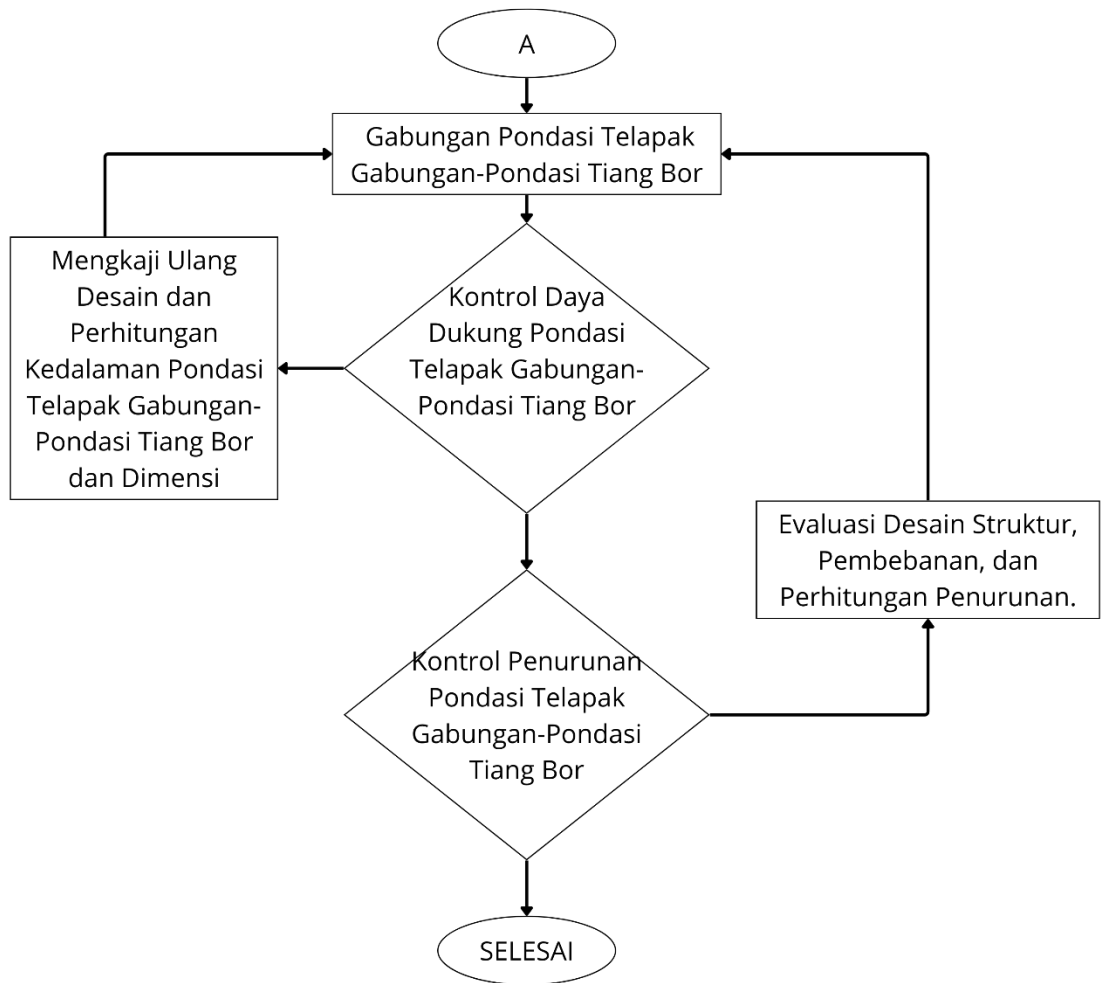 A
Gabungan Pondasi Telapak
Gabungan-Pondasi Tiang Bor
Mengkaji Ulang
Desain dan
Perhitungan
Kedalaman Pondasi
Telapak Gabungan-
Pondasi Tiang Bor
dan Dimensi
Kontrol Daya
Dukung Pondasi
Telapak Gabungan-
Pondasi Tiang Bor
Evaluasi Desain Struktur,
Pembebanan, dan
Perhitungan Penurunan.
Kontrol Penurunan
Pondasi Telapak
Gabungan-Pondasi
Tiang Bor
SELESAI